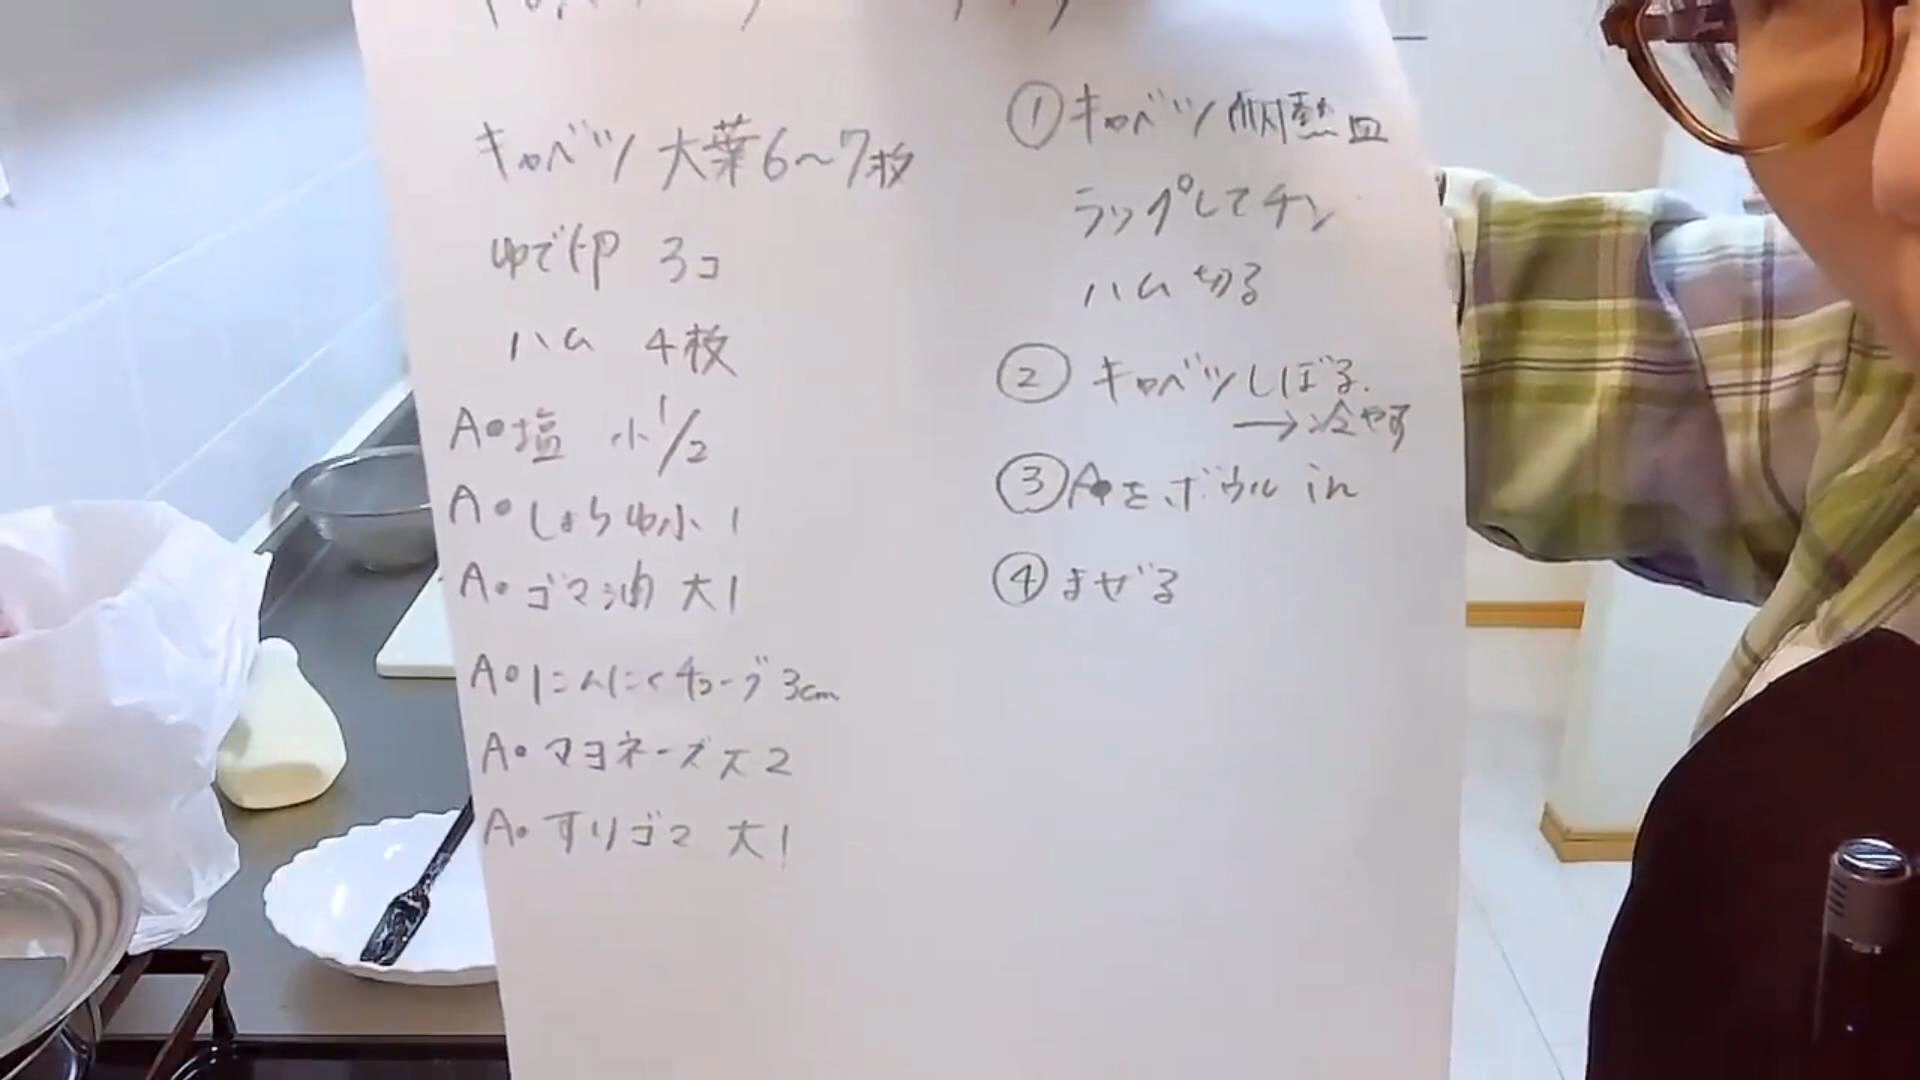 キャベツ 大葉6〜7枚
ゆで卵 3コ
ハム 4枚
A・塩 小1/2
A・しょうゆ小1
A・ゴマ油 大1
A・にんにくチューブ3cm
A・マヨネーズ大2
A・すりゴマ 大1
①キャベツ耐熱皿
ラップしてチン
ハム切る
②キャベツしぼる.
→冷やす
③A・をボウルin
④まぜる